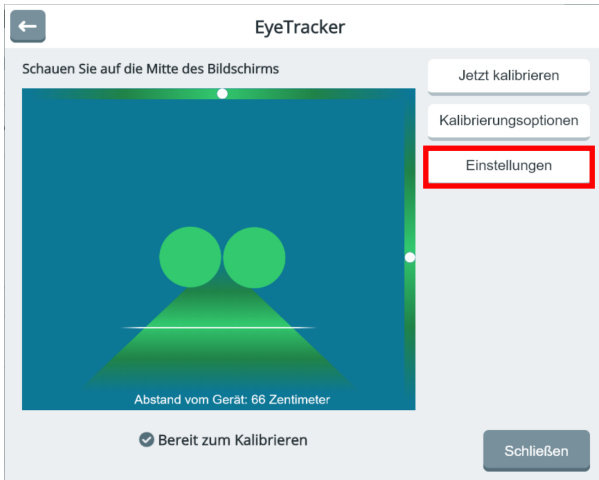 EyeTracker
Schauen Sie auf die Mitte des Bildschirms
Jetzt kalibrieren
Kalibrierungsoptionen
Einstellungen
Abstand vom Gerät: 66 Zentimeter
Bereit zum Kalibrieren
Schließen